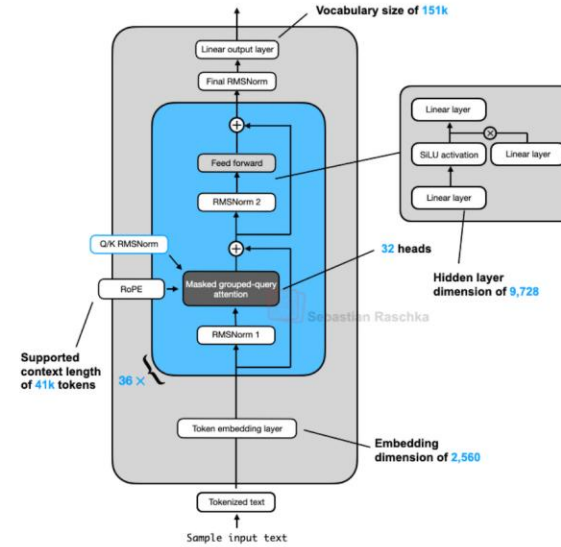 Vocabulary size of 151k
Linear output layer
Final RMSNorm
Feed forward
RMSNorm 2
Linear layer
SiLU activation
Linear layer
Linear layer
Hidden layer
dimension of 9,728
Q/K RMSNorm
RoPE
Masked grouped-query
attention
32 heads
Sebastian Raschka
RMSNorm 1
Supported
context length
of 41k tokens
36 ×
Token embedding layer
Embedding
dimension of 2,560
Tokenized text
Sample input text